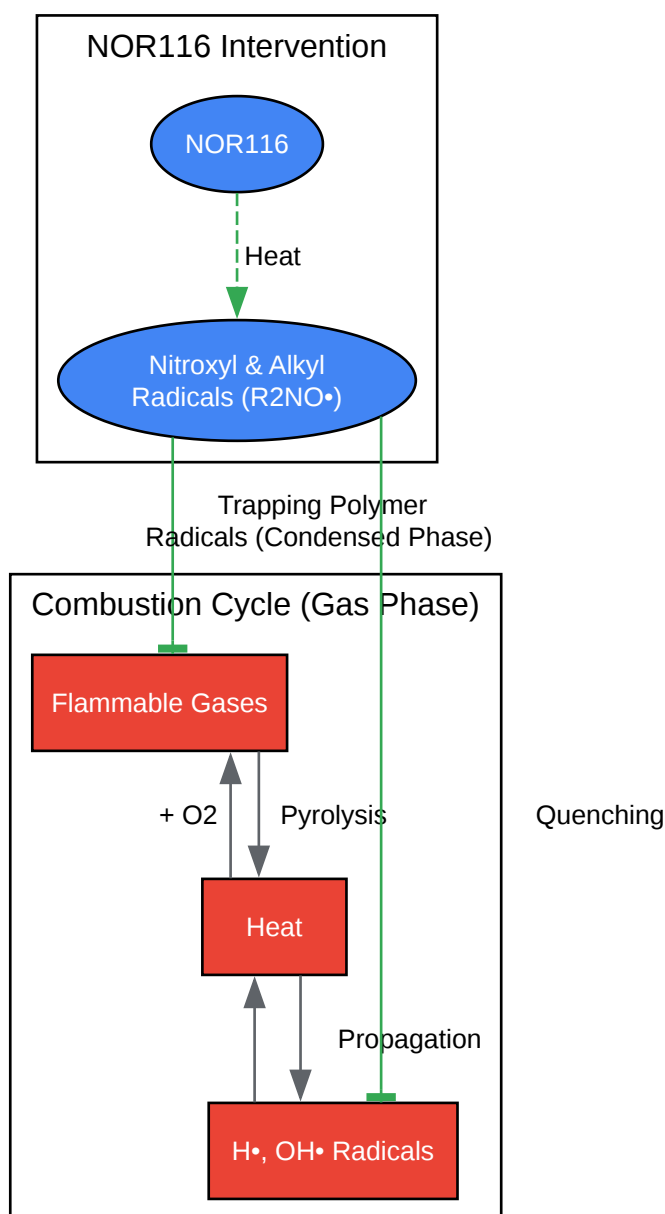 NOR116 Intervention
NOR116
Heat
Nitroxyl & Alkyl
Radicals (R2NO•)
Trapping Polymer
Radicals (Condensed Phase)
Combustion Cycle (Gas Phase)
Flammable Gases
+ O2
Pyrolysis
Quenching
Heat
Propagation
H•, OH• Radicals